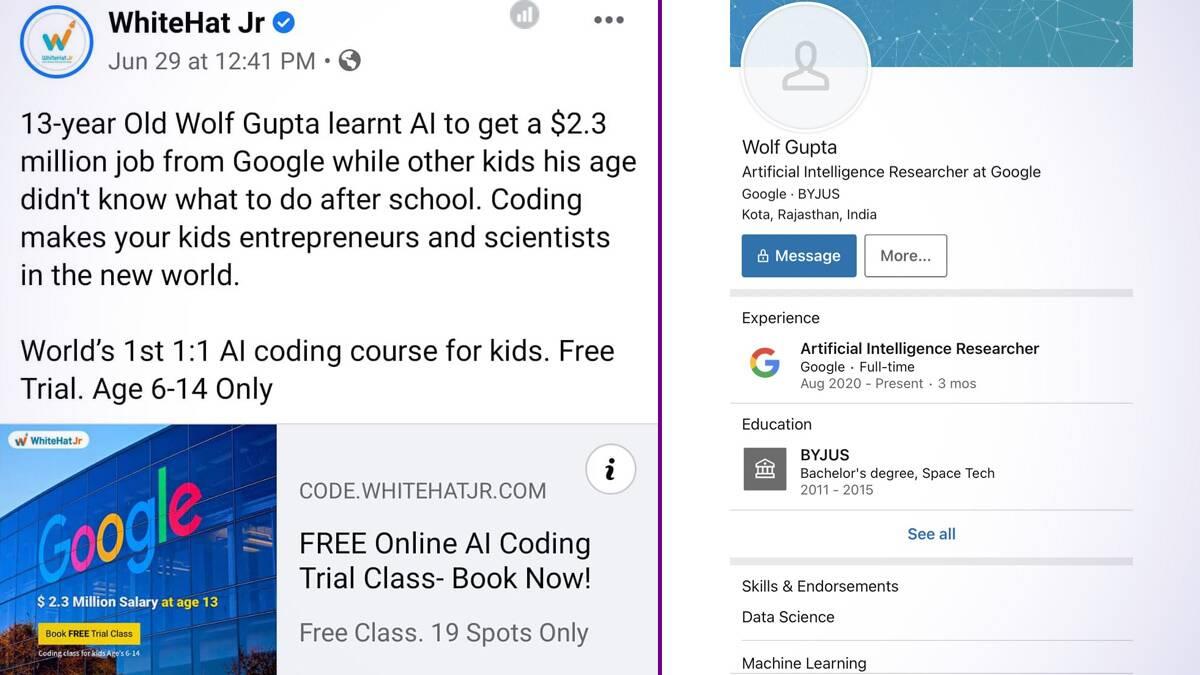 WhiteHat Jr
Jun 29 at 12:41 PM •
13-year Old Wolf Gupta learnt AI to get a $2.3
million job from Google while other kids his age
didn't know what to do after school. Coding
makes your kids entrepreneurs and scientists
in the new world.
World's 1st 1:1 AI coding course for kids. Free
Trial. Age 6-14 Only
WhiteHat Jr
Google
$ 2.3 Million Salary at age 13
Book FREE Trial Class
Coding class for kids Age's 6-14
CODE.WHITEHATJR.COM
FREE Online AI Coding
Trial Class- Book Now!
Free Class. 19 Spots Only
Wolf Gupta
Artificial Intelligence Researcher at Google
Google · BYJUS
Kota, Rajasthan, India
Message
More...
Experience
Artificial Intelligence Researcher
Google · Full-time
Aug 2020 - Present · 3 mos
Education
BYJUS
Bachelor's degree, Space Tech
2011 - 2015
See all
Skills & Endorsements
Data Science
Machine Learning